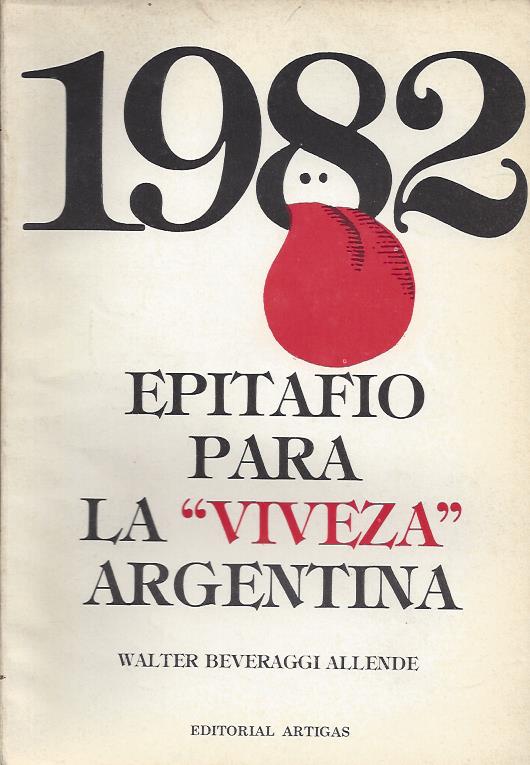 1982
EPITAFIO
PARA
LA “VIVEZA”
ARGENTINA
WALTER BEVERAGGI ALLENDE
EDITORIAL ARTIGAS